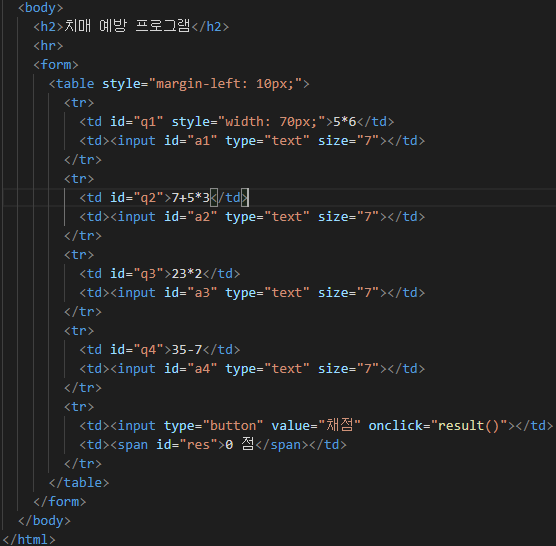 <body>
<h2>치매 예방 프로그램</h2>
<hr>
<form>
<table style="margin-left: 10px;">
<tr>
<td id="q1" style="width: 70px;">5*6</td>
<td><input id="a1" type="text" size="7"></td>
</tr>
<tr>
<td id="q2">7+5*3</td>
<td><input id="a2" type="text" size="7"></td>
</tr>
<tr>
<td id="q3">23*2</td>
<td><input id="a3" type="text" size="7"></td>
</tr>
<tr>
<td id="q4">35-7</td>
<td><input id="a4" type="text" size="7"></td>
</tr>
<tr>
<td><input type="button" value="채점" onclick="result()"></td>
<td><span id="res">0 점</span></td>
</tr>
</table>
</form>
</body>
</html>